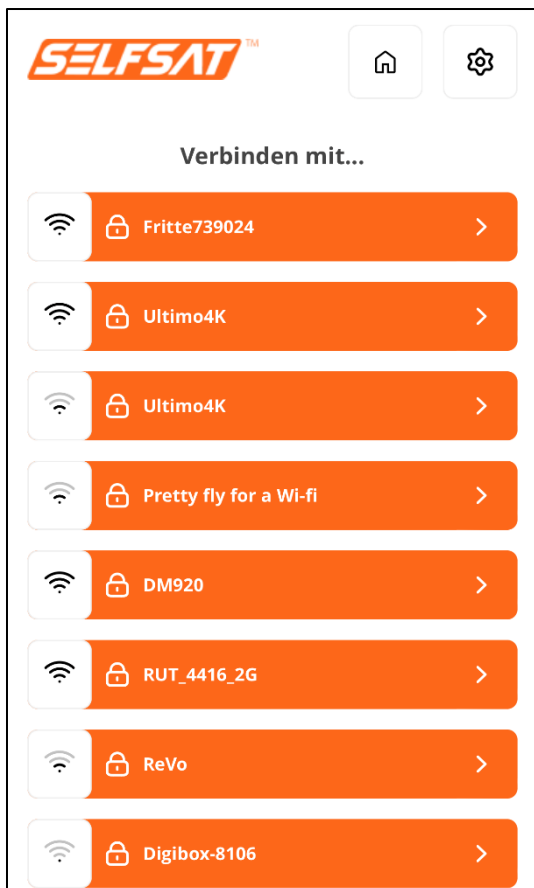 SELFSAT™
Verbinden mit...
Fritte739024
Ultimo4K
Ultimo4K
Pretty fly for a Wi-fi
DM920
RUT_4416_2G
ReVo
Digibox-8106